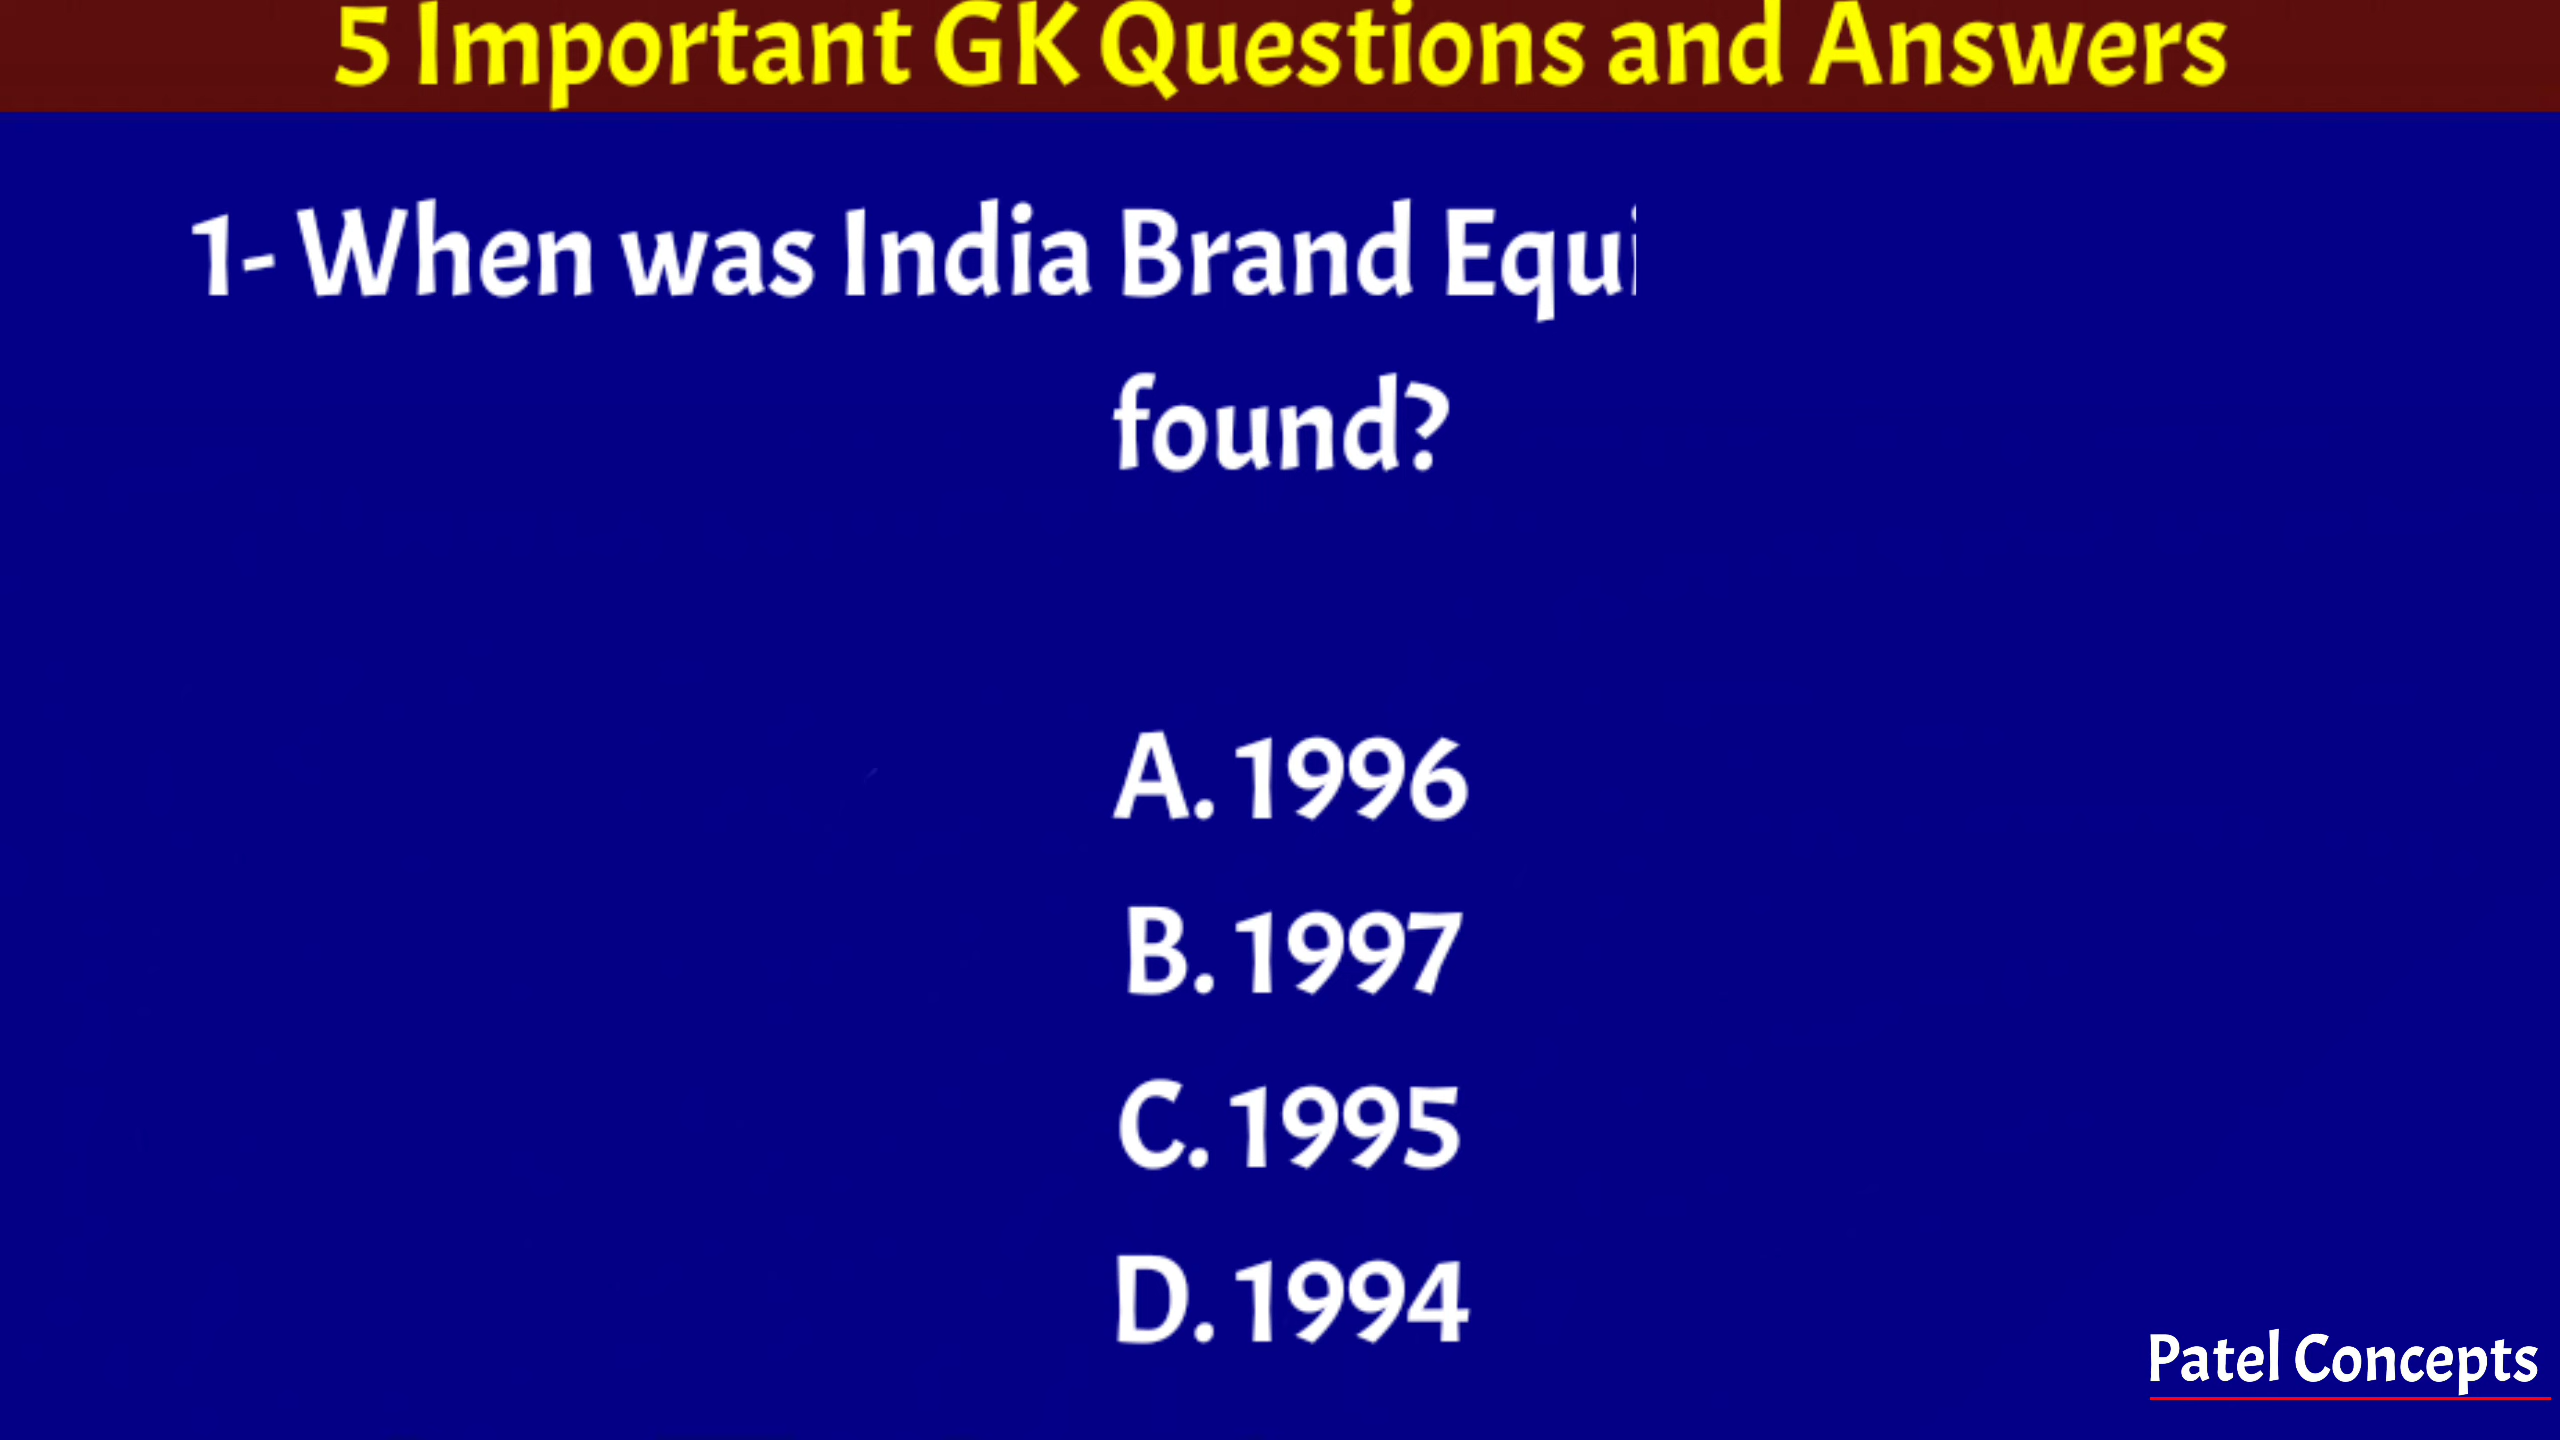 5 Important GK Questions and Answers
1- When was India Brand Equi
found?
A. 1996
B. 1997
C. 1995
D. 1994
Patel Concepts